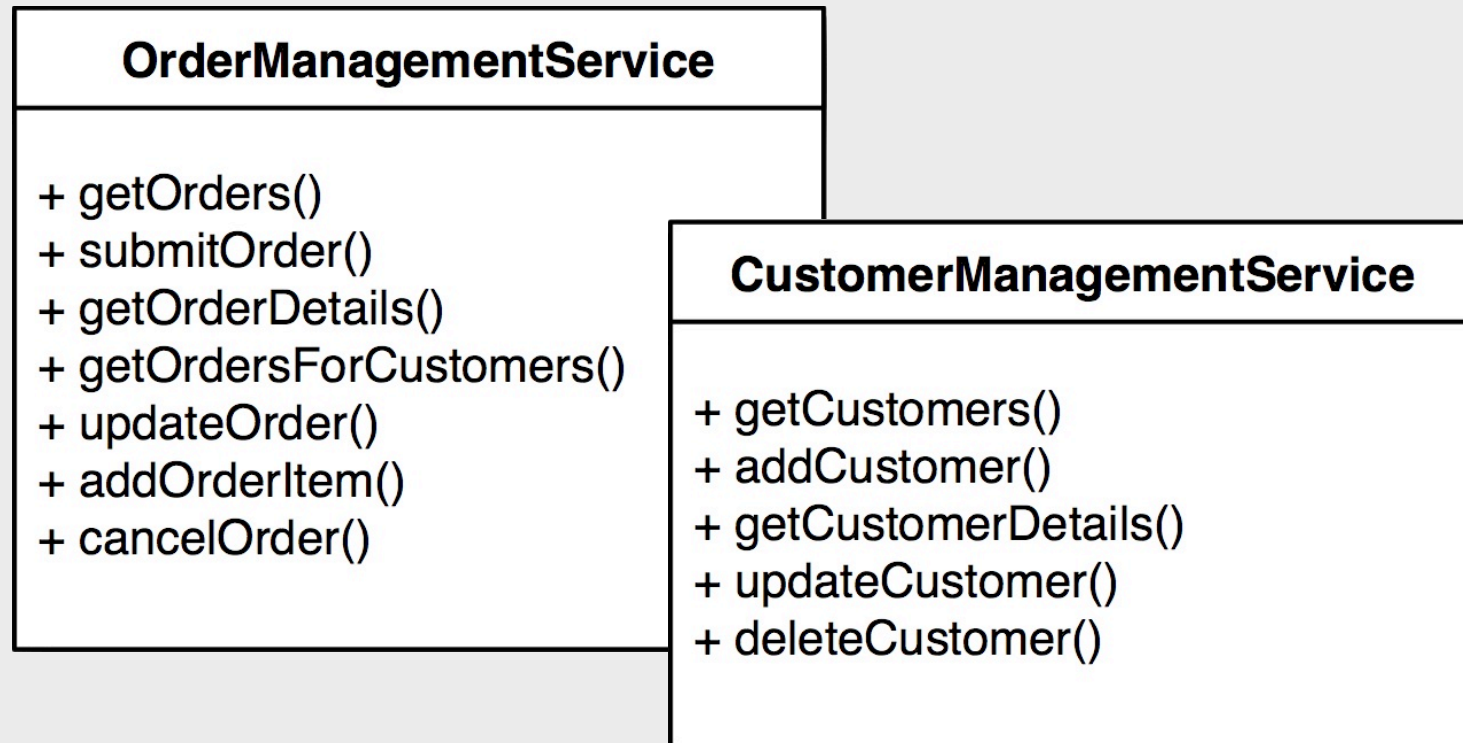 OrderManagementService
+ getOrders()
+ submitOrder()
+ getOrderDetails()
+ getOrdersForCustomers()
+ updateOrder()
+ addOrderItem()
+ cancelOrder()
CustomerManagementService
+ getCustomers()
+ addCustomer()
+ getCustomerDetails()
+ updateCustomer()
+ deleteCustomer()